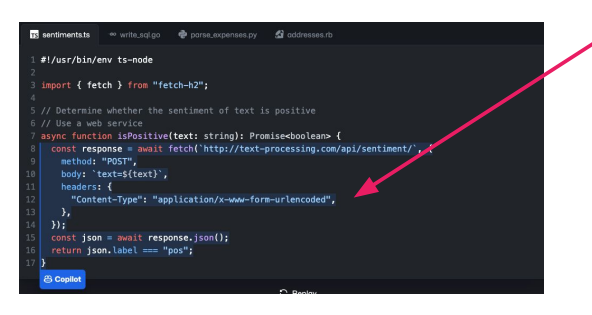 TS sentiments.ts write_sql.go parse_expenses.py addresses.rb
1 #!/usr/bin/env ts-node
2
3 import { fetch } from "fetch-h2";
4
5 // Determine whether the sentiment of text is positive
6 // Use a web service
7 async function isPositive(text: string): Promise<boolean> {
8 const response = await fetch(`http://text-processing.com/api/sentiment/`, {
9 method: "POST",
10 body: `text=${text}`,
11 headers: {
12 "Content-Type": "application/x-www-form-urlencoded",
13 },
14 });
15 const json = await response.json();
16 return json.label === "pos";
17 }
Copilot
Replay